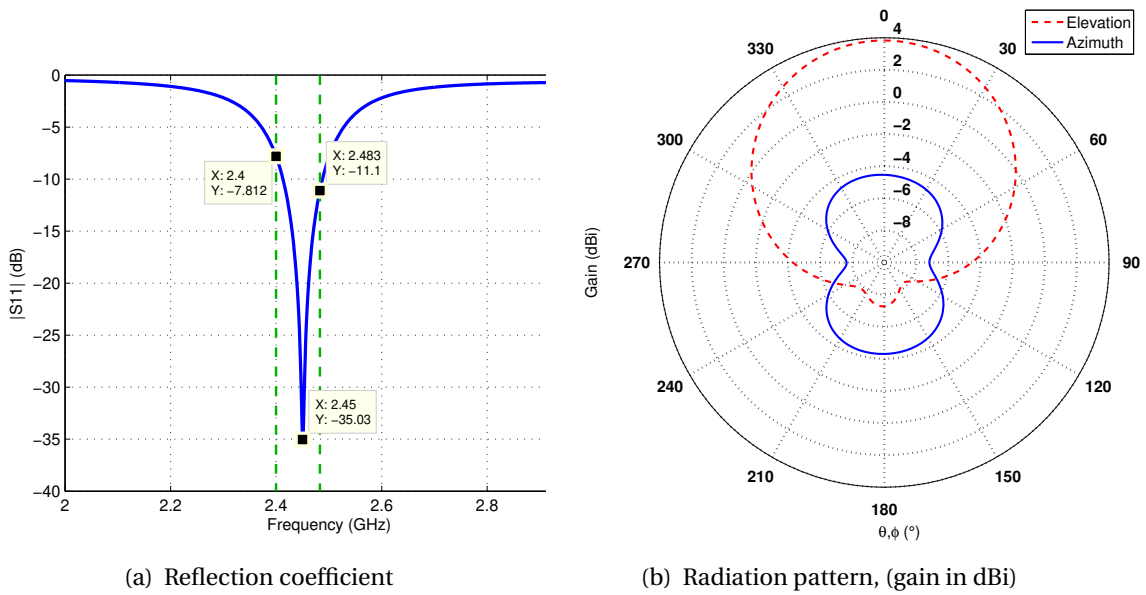 0
−5
−10
−15
−20
−25
−30
−35
−40
|S11| (dB)
2
2.2
2.4
2.6
2.8
Frequency (GHz)
X: 2.4
Y: −7.812
X: 2.483
Y: −11.1
X: 2.45
Y: −35.03
(a) Reflection coefficient
Elevation
Azimuth
0
30
60
90
120
150
180
210
240
270
300
330
4
2
0
−2
−4
−6
−8
Gain (dBi)
θ,ϕ (°)
(b) Radiation pattern, (gain in dBi)